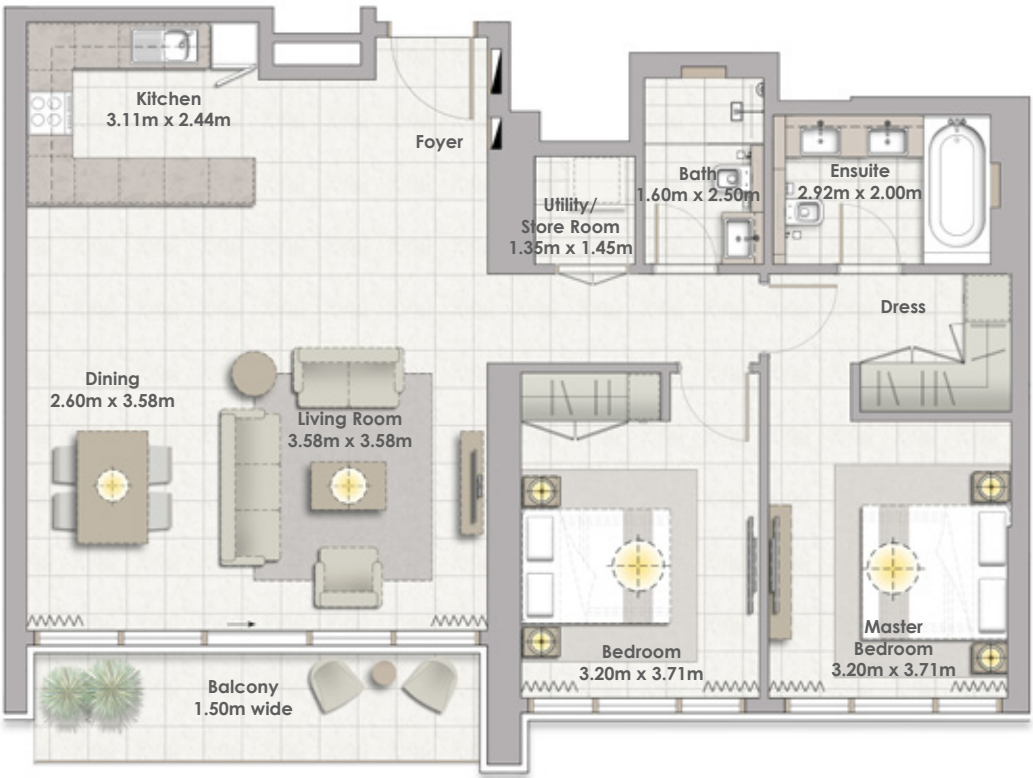 Kitchen
3.11m x 2.44m
Foyer
Bath
1.60m x 2.50m
Ensuite
2.92m x 2.00m
Utility/
Store Room
1.35m x 1.45m
Dress
Dining
2.60m x 3.58m
Living Room
3.58m x 3.58m
Master
Bedroom
3.20m x 3.71m
Bedroom
3.20m x 3.71m
Balcony
1.50m wide